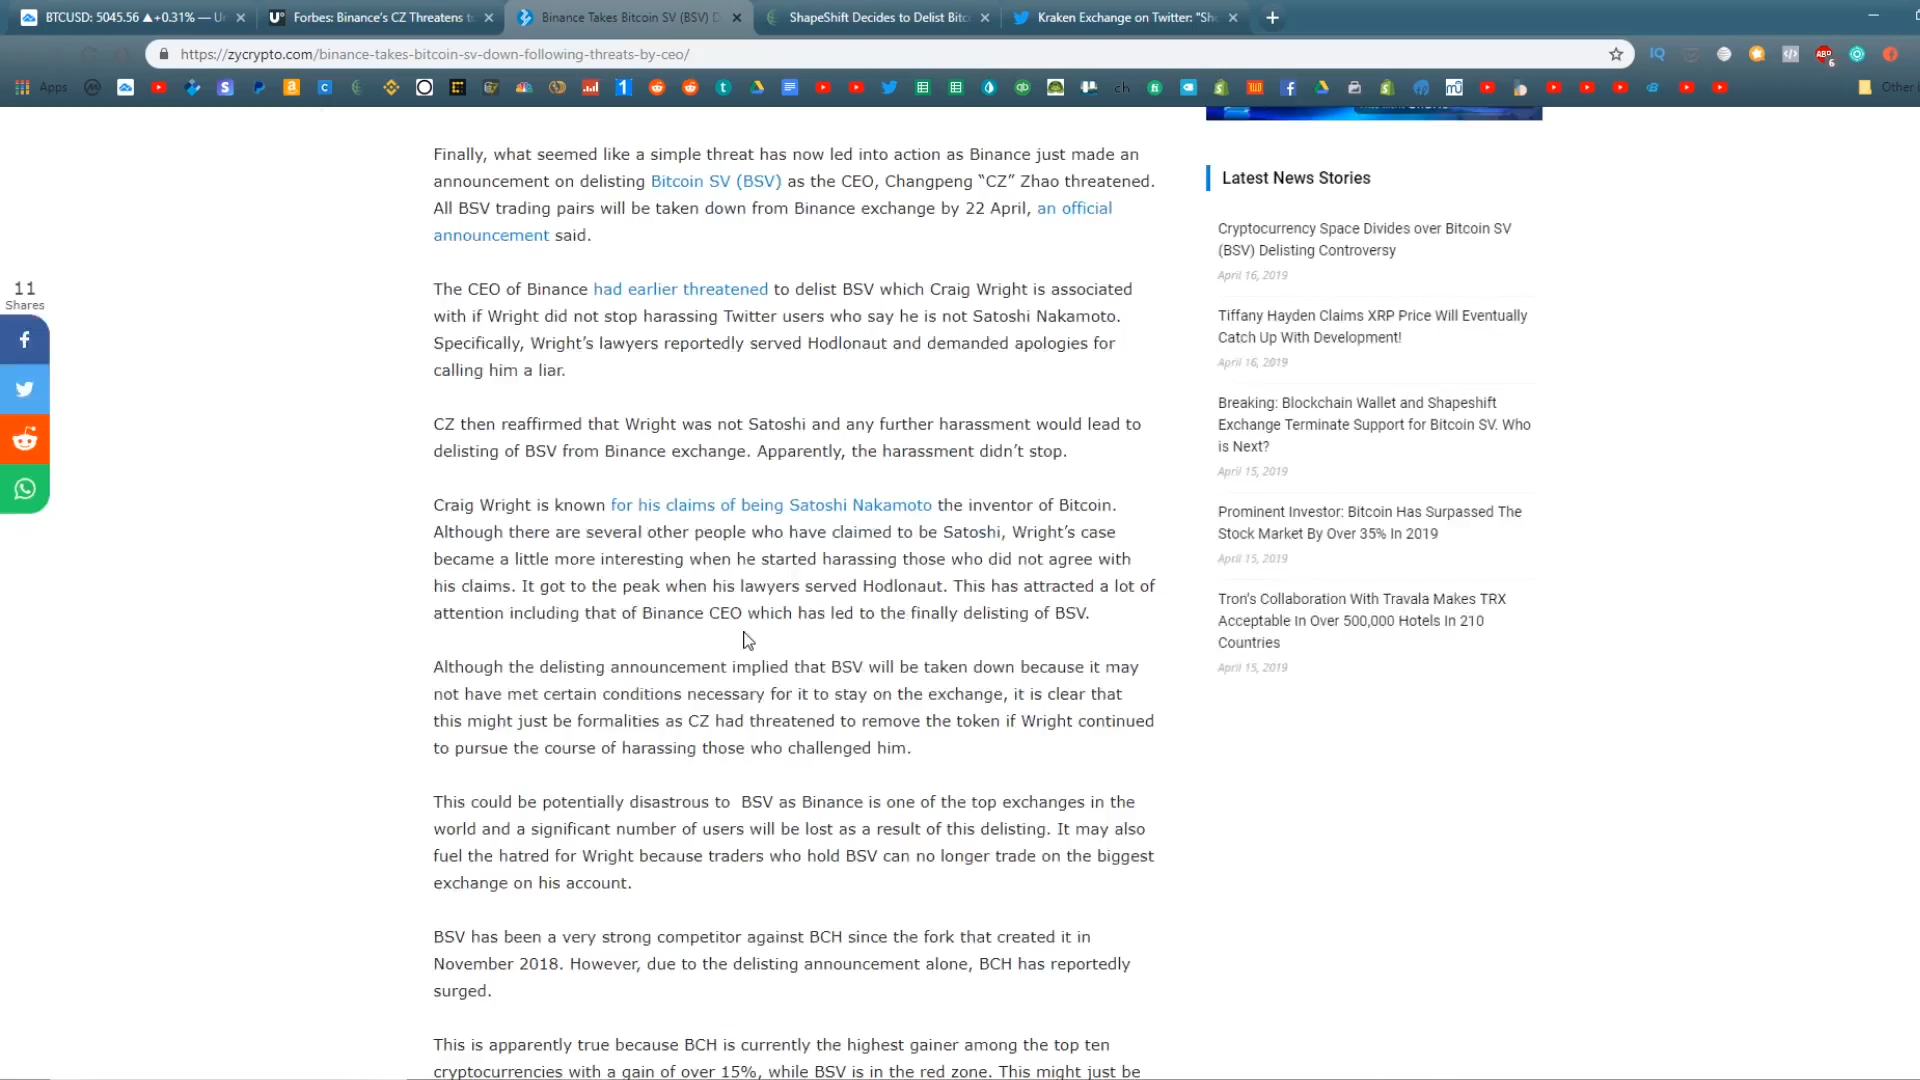 BTCUSD: 5045.56 ▲+0.31% — U
Forbes: Binance's CZ Threatens t
Binance Takes Bitcoin SV (BSV) D
ShapeShift Decides to Delist Bitc
Kraken Exchange on Twitter: "Sh
https://zycrypto.com/binance-takes-bitcoin-sv-down-following-threats-by-ceo/
Apps
Other
Finally, what seemed like a simple threat has now led into action as Binance just made an
announcement on delisting Bitcoin SV (BSV) as the CEO, Changpeng “CZ” Zhao threatened.
All BSV trading pairs will be taken down from Binance exchange by 22 April, an official
announcement said.
The CEO of Binance had earlier threatened to delist BSV which Craig Wright is associated
with if Wright did not stop harassing Twitter users who say he is not Satoshi Nakamoto.
Specifically, Wright’s lawyers reportedly served Hodlonaut and demanded apologies for
calling him a liar.
CZ then reaffirmed that Wright was not Satoshi and any further harassment would lead to
delisting of BSV from Binance exchange. Apparently, the harassment didn’t stop.
Craig Wright is known for his claims of being Satoshi Nakamoto the inventor of Bitcoin.
Although there are several other people who have claimed to be Satoshi, Wright’s case
became a little more interesting when he started harassing those who did not agree with
his claims. It got to the peak when his lawyers served Hodlonaut. This has attracted a lot of
attention including that of Binance CEO which has led to the finally delisting of BSV.
Although the delisting announcement implied that BSV will be taken down because it may
not have met certain conditions necessary for it to stay on the exchange, it is clear that
this might just be formalities as CZ had threatened to remove the token if Wright continued
to pursue the course of harassing those who challenged him.
This could be potentially disastrous to  BSV as Binance is one of the top exchanges in the
world and a significant number of users will be lost as a result of this delisting. It may also
fuel the hatred for Wright because traders who hold BSV can no longer trade on the biggest
exchange on his account.
BSV has been a very strong competitor against BCH since the fork that created it in
November 2018. However, due to the delisting announcement alone, BCH has reportedly
surged.
This is apparently true because BCH is currently the highest gainer among the top ten
cryptocurrencies with a gain of over 15%, while BSV is in the red zone. This might just be
11
Shares
Latest News Stories
Cryptocurrency Space Divides over Bitcoin SV
(BSV) Delisting Controversy
April 16, 2019
Tiffany Hayden Claims XRP Price Will Eventually
Catch Up With Development!
April 16, 2019
Breaking: Blockchain Wallet and Shapeshift
Exchange Terminate Support for Bitcoin SV. Who
is Next?
April 15, 2019
Prominent Investor: Bitcoin Has Surpassed The
Stock Market By Over 35% In 2019
April 15, 2019
Tron's Collaboration With Travala Makes TRX
Acceptable In Over 500,000 Hotels In 210
Countries
April 15, 2019